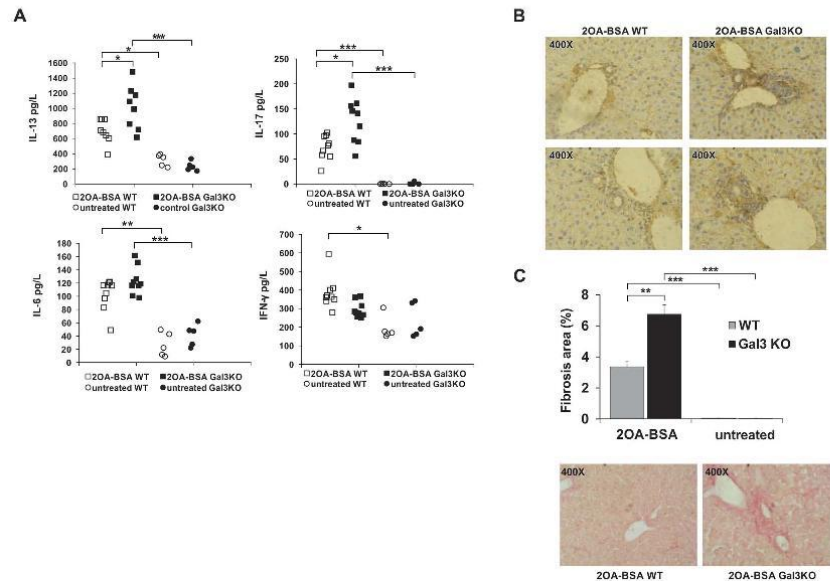 A
***
*
*
IL-13 pg/L
1600
1400
1200
1000
800
600
400
200
0
2OA-BSA WT 2OA-BSA Gal3KO
untreated WT control Gal3KO
***
*
***
IL-17 pg/L
200
150
100
50
0
2OA-BSA WT 2OA-BSA Gal3KO
untreated WT untreated Gal3KO
**
***
IL-6 pg/L
160
140
120
100
80
60
40
20
0
2OA-BSA WT 2OA-BSA Gal3KO
untreated WT untreated Gal3KO
*
IFN-γ pg/L
700
600
500
400
300
200
100
0
2OA-BSA WT 2OA-BSA Gal3KO
untreated WT untreated Gal3KO
B
2OA-BSA WT 2OA-BSA Gal3KO
400X 400X
400X 400X
C
***
***
**
Fibrosis area (%)
8
6
4
2
0
WT
Gal3 KO
2OA-BSA untreated
400X 400X
2OA-BSA WT 2OA-BSA Gal3KO